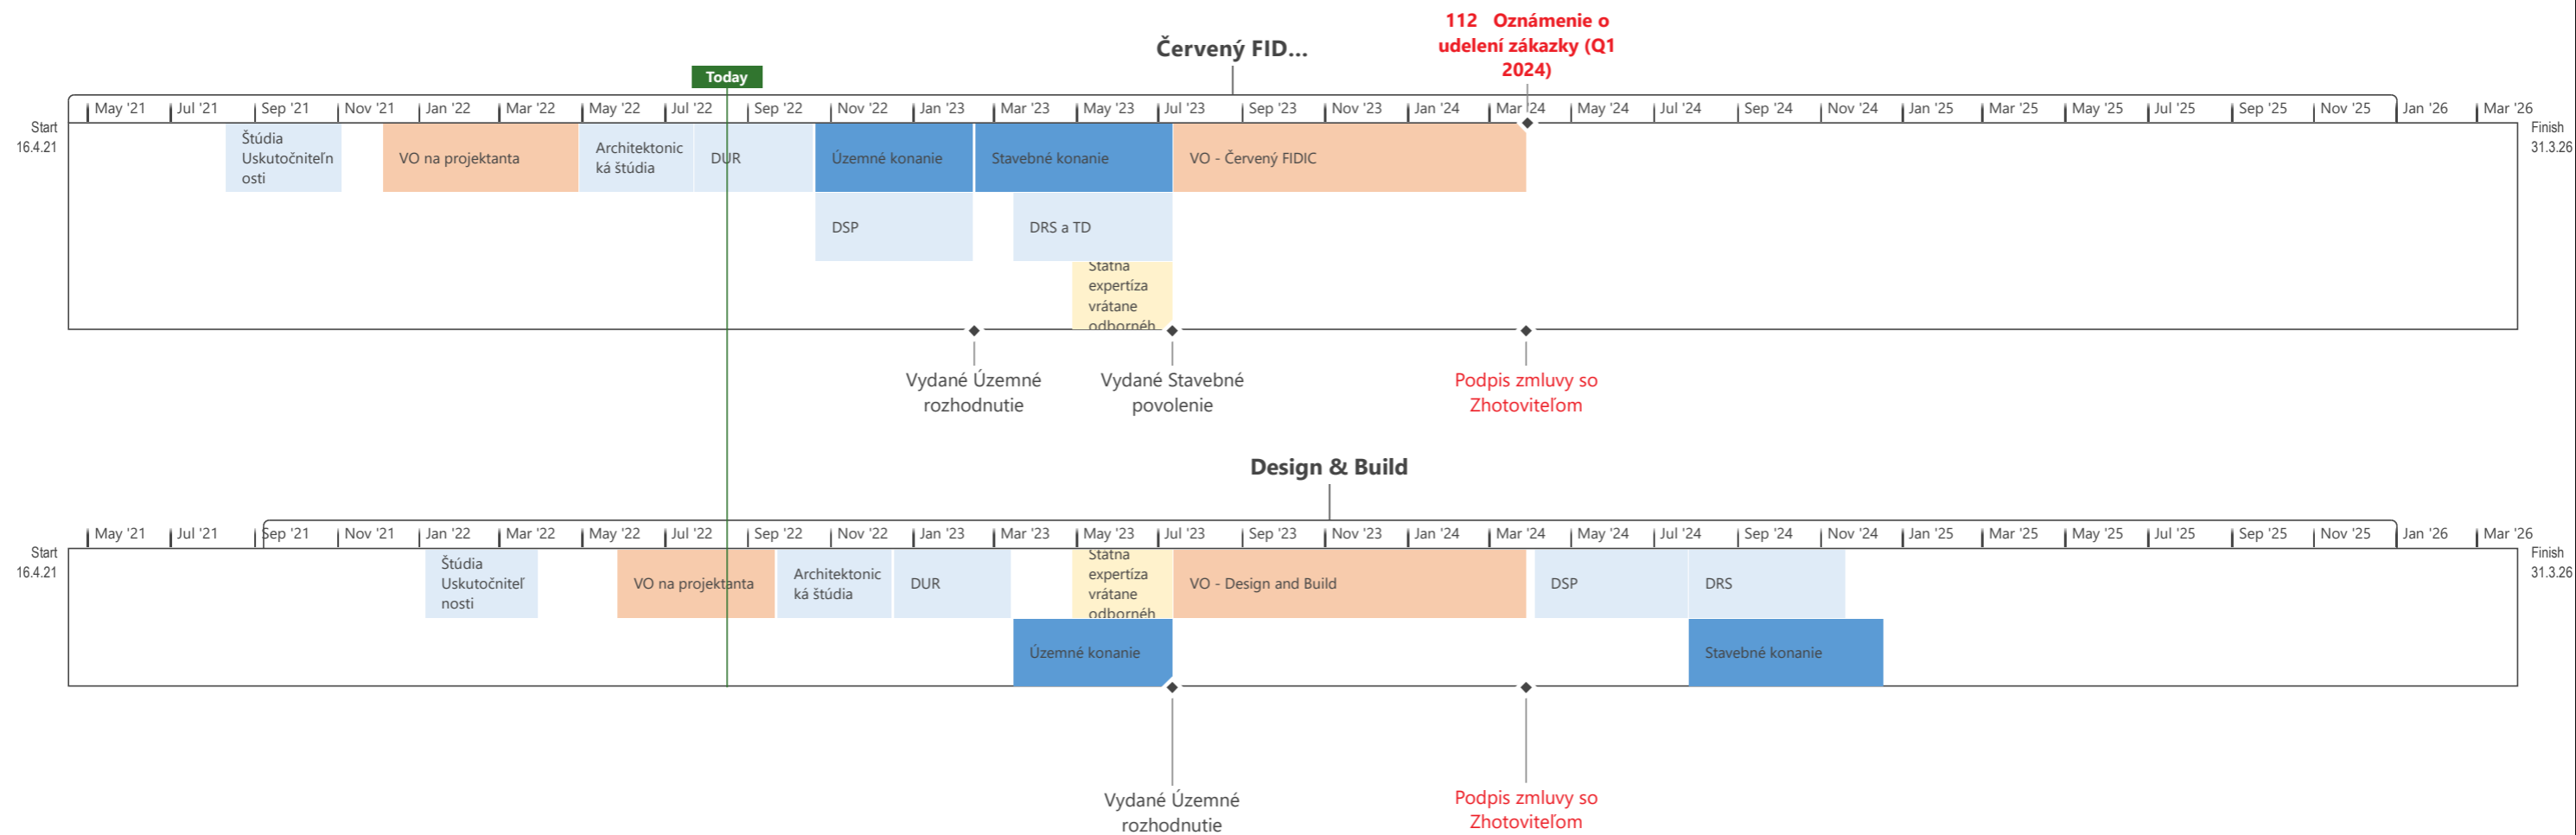 112 Oznámenie o
udelení zákazky (Q1
2024)
Červený FID...
Today
May '21 Jul '21 Sep '21 Nov '21 Jan '22 Mar '22 May '22 Jul '22 Sep '22 Nov '22 Jan '23 Mar '23 May '23 Jul '23 Sep '23 Nov '23 Jan '24 Mar '24 May '24 Jul '24 Sep '24 Nov '24 Jan '25 Mar '25 May '25 Jul '25 Sep '25 Nov '25 Jan '26 Mar '26
Start
16.4.21
Finish
31.3.26
Štúdia
Uskutočniteľn
osti
VO na projektanta
Architektonic
ká štúdia
DUR
Územné konanie
Stavebné konanie
VO - Červený FIDIC
DSP
DRS a TD
Štátna
expertíza
vrátane
odbornéh
Vydané Územné
rozhodnutie
Vydané Stavebné
povolenie
Podpis zmluvy so
Zhotoviteľom
Design & Build
May '21 Jul '21 Sep '21 Nov '21 Jan '22 Mar '22 May '22 Jul '22 Sep '22 Nov '22 Jan '23 Mar '23 May '23 Jul '23 Sep '23 Nov '23 Jan '24 Mar '24 May '24 Jul '24 Sep '24 Nov '24 Jan '25 Mar '25 May '25 Jul '25 Sep '25 Nov '25 Jan '26 Mar '26
Start
16.4.21
Finish
31.3.26
Štúdia
Uskutočniteľ
nosti
VO na projektanta
Architektonic
ká štúdia
DUR
Štátna
expertíza
vrátane
odbornéh
VO - Design and Build
DSP
DRS
Územné konanie
Stavebné konanie
Vydané Územné
rozhodnutie
Podpis zmluvy so
Zhotoviteľom